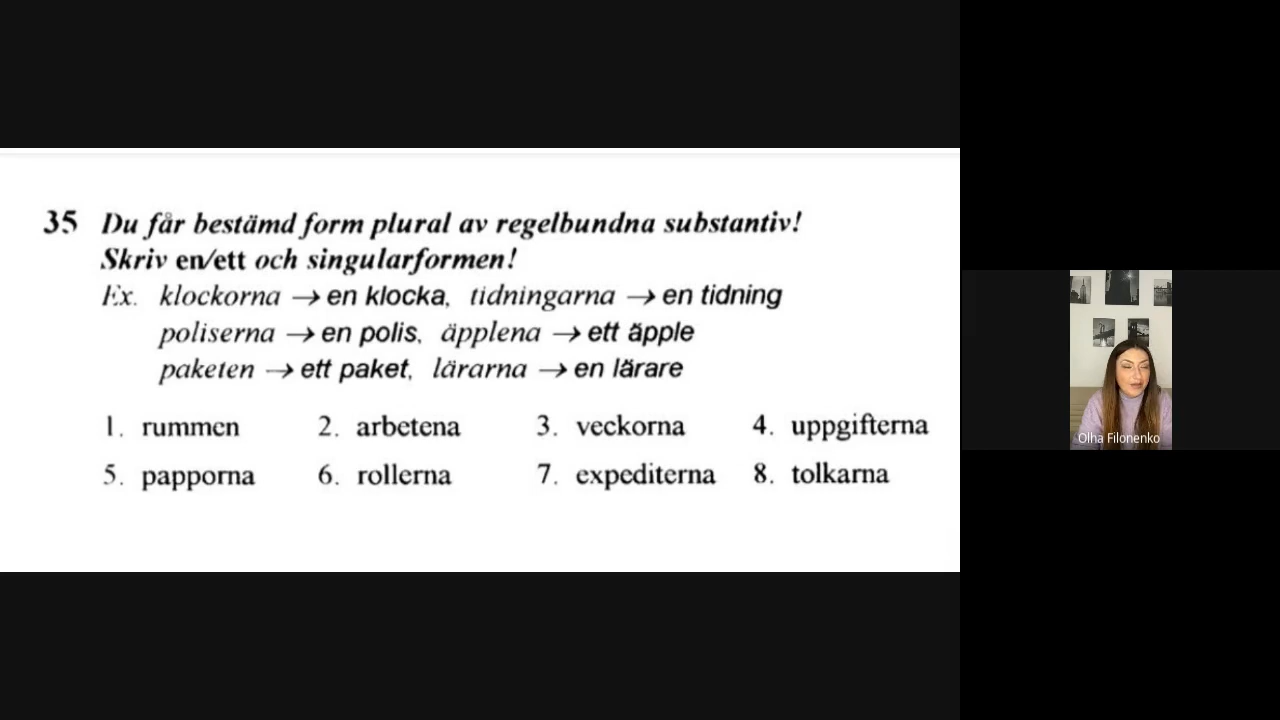 35 Du får bestämd form plural av regelbundna substantiv!
Skriv en/ett och singularformen!
Ex. klockorna → en klocka, tidningarna → en tidning
poliserna → en polis, äpplena → ett äpple
paketen → ett paket, lärarna → en lärare
1. rummen 2. arbetena 3. veckorna 4. uppgifterna
5. papporna 6. rollerna 7. expediterna 8. tolkarna
Olha Filonenko